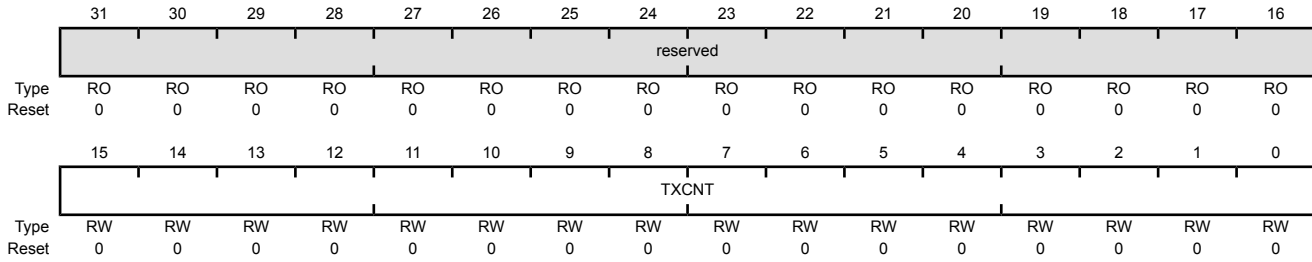 31 30 29 28 27 26 25 24 23 22 21 20 19 18 17 16
reserved
Type RO RO RO RO RO RO RO RO RO RO RO RO RO RO RO RO
Reset 0 0 0 0 0 0 0 0 0 0 0 0 0 0 0 0
15 14 13 12 11 10 9 8 7 6 5 4 3 2 1 0
TXCNT
Type RW RW RW RW RW RW RW RW RW RW RW RW RW RW RW RW
Reset 0 0 0 0 0 0 0 0 0 0 0 0 0 0 0 0